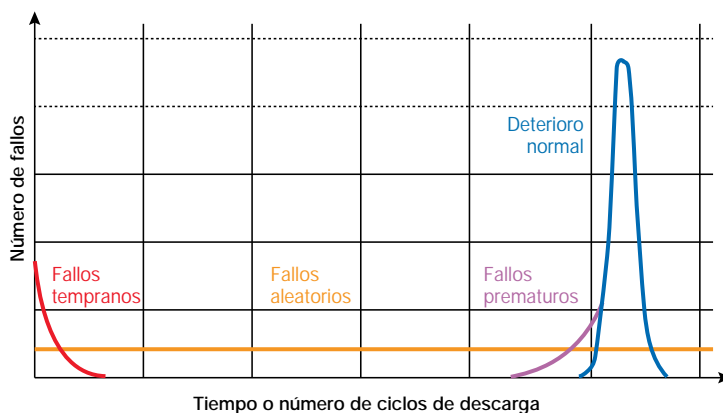 Número de fallos
Deterioro
normal
Fallos
tempranos
Fallos
aleatorios
Fallos
prematuros
Tiempo o número de ciclos de descarga